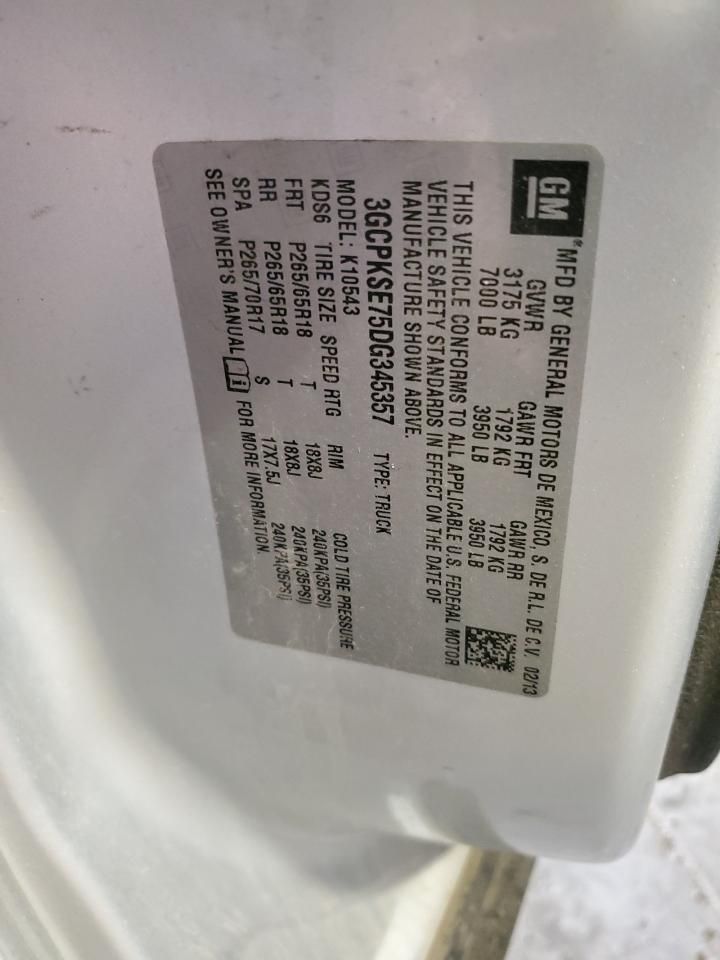 GM
®MFD BY GENERAL MOTORS DE MEXICO, S. DE R.L. DE C.V. 02/13
GVWR GAWR FRT GAWR RR
3175 KG 1792 KG 1792 KG
7000 LB 3950 LB 3950 LB
THIS VEHICLE CONFORMS TO ALL APPLICABLE U.S. FEDERAL MOTOR
VEHICLE SAFETY STANDARDS IN EFFECT ON THE DATE OF
MANUFACTURE SHOWN ABOVE.
3GCPKSE75DG345357 TYPE: TRUCK
MODEL: K10543
KDS6 TIRE SIZE SPEED RTG RIM COLD TIRE PRESSURE
FRT P265/65R18 T 18X8J 240KPA(35PSI)
RR P265/65R18 T 18X8J 240KPA(35PSI)
SPA P265/70R17 S 17X7.5J 240KPA(35PSI)
SEE OWNER'S MANUAL FOR MORE INFORMATION.